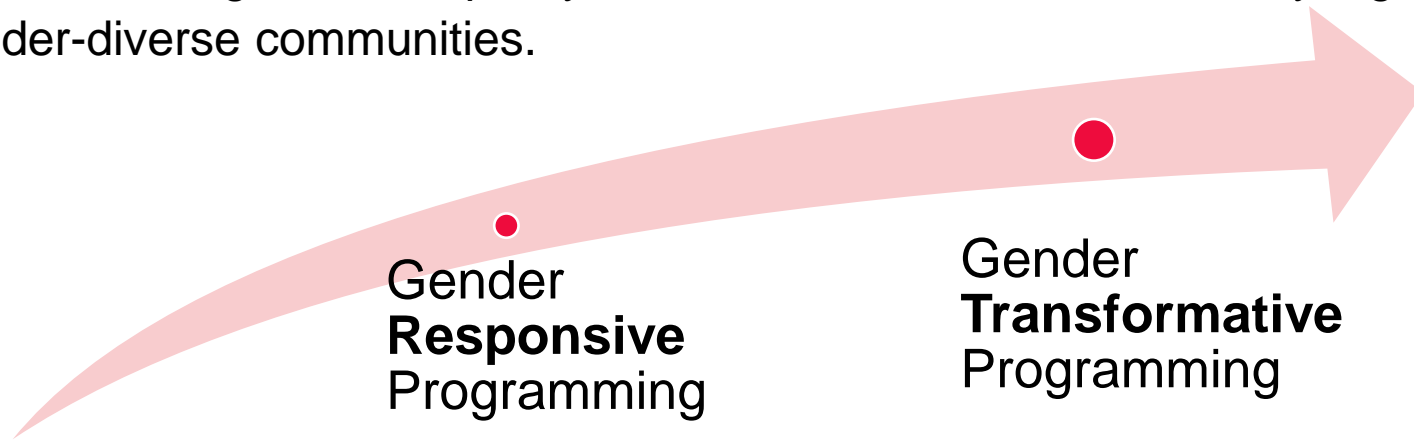 der-diverse communities.
Gender
Responsive
Programming
Gender
Transformative
Programming